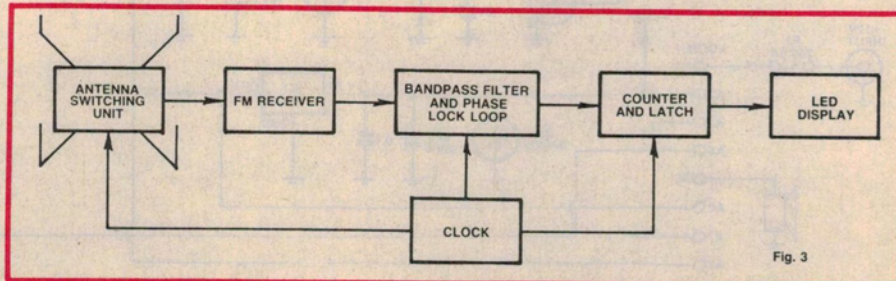 ANTENNA
SWITCHING
UNIT
FM RECEIVER
BANDPASS FILTER
AND PHASE
LOCK LOOP
COUNTER
AND LATCH
LED
DISPLAY
CLOCK
Fig. 3